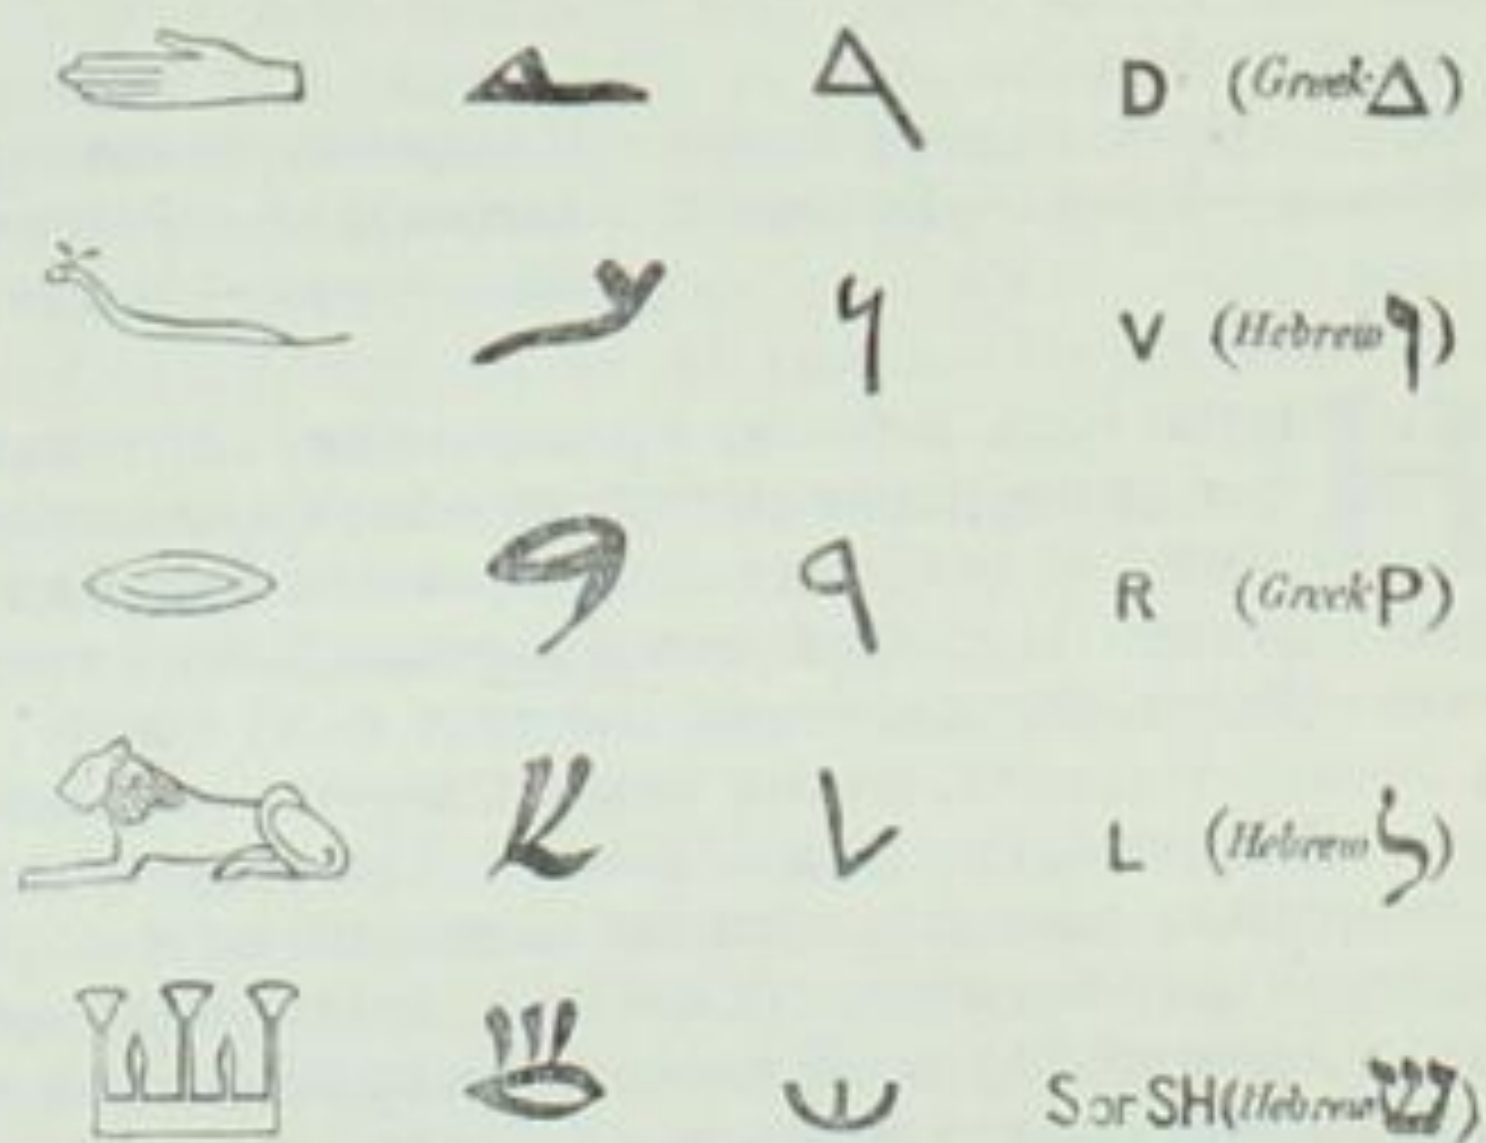 D (Greek Δ)
V (Hebrew ףּ)
R (Greek P)
L (Hebrew ל)
S or SH (Hebrew ש)